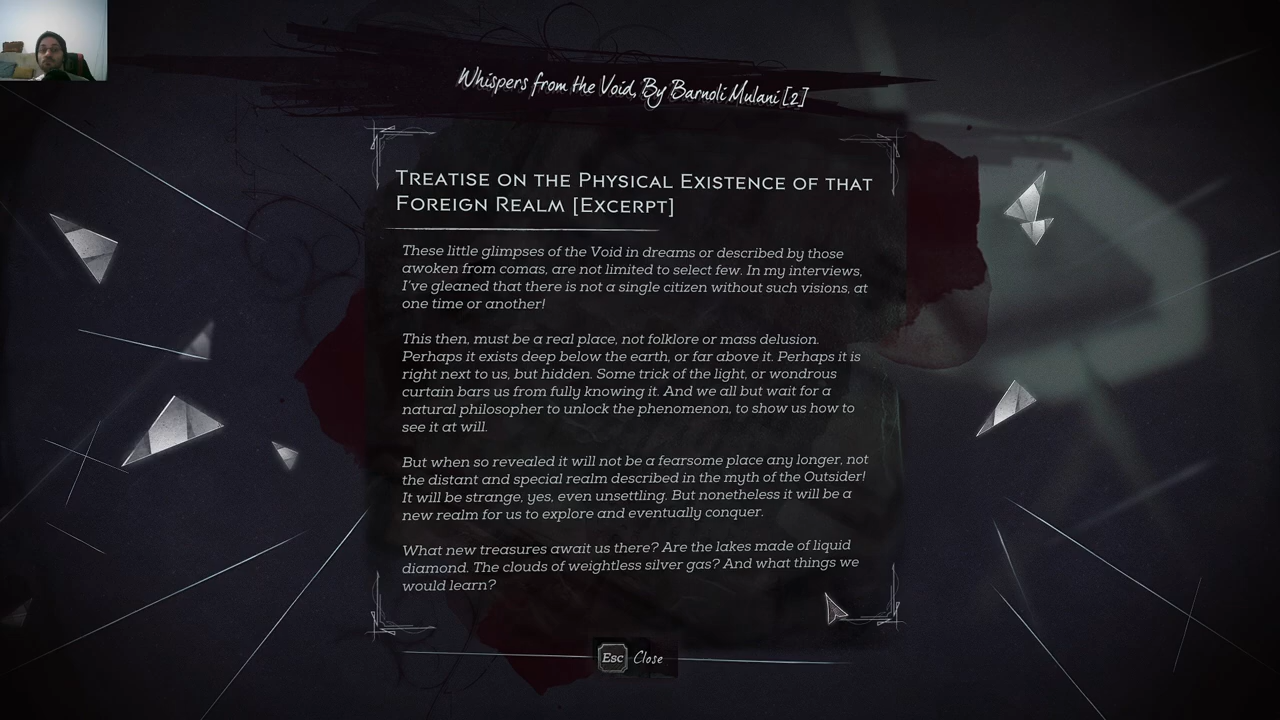 Whispers from the Void, By Barnoli Mulani [2]
Treatise on the Physical Existence of that
Foreign Realm [Excerpt]
These little glimpses of the Void in dreams or described by those
awoken from comas, are not limited to select few. In my interviews,
I've gleaned that there is not a single citizen without such visions, at
one time or another!
This then, must be a real place, not folklore or mass delusion.
Perhaps it exists deep below the earth, or far above it. Perhaps it is
right next to us, but hidden. Some trick of the light, or wondrous
curtain bars us from fully knowing it. And we all but wait for a
natural philosopher to unlock the phenomenon, to show us how to
see it at will.
But when so revealed it will not be a fearsome place any longer, not
the distant and special realm described in the myth of the Outsider!
It will be strange, yes, even unsettling. But nonetheless it will be a
new realm for us to explore and eventually conquer.
What new treasures await us there? Are the lakes made of liquid
diamond. The clouds of weightless silver gas? And what things we
would learn?
Esc Close